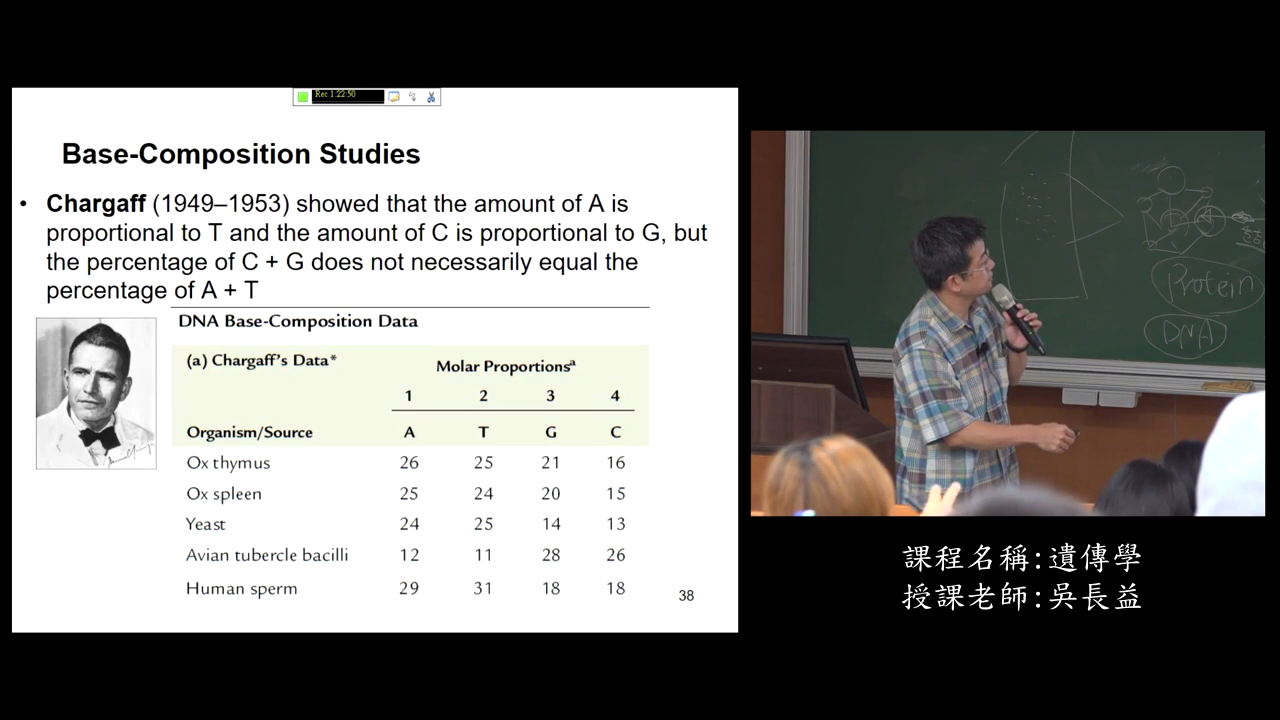 Rec 1:22:50
Base-Composition Studies
• Chargaff (1949–1953) showed that the amount of A is
proportional to T and the amount of C is proportional to G, but
the percentage of C + G does not necessarily equal the
percentage of A + T
DNA Base-Composition Data
(a) Chargaff's Data* Molar Proportionsᵃ
1 2 3 4
Organism/Source A T G C
Ox thymus 26 25 21 16
Ox spleen 25 24 20 15
Yeast 24 25 14 13
Avian tubercle bacilli 12 11 28 26
Human sperm 29 31 18 18
38
Protein
DNA
課程名稱:遺傳學
授課老師:吳長益